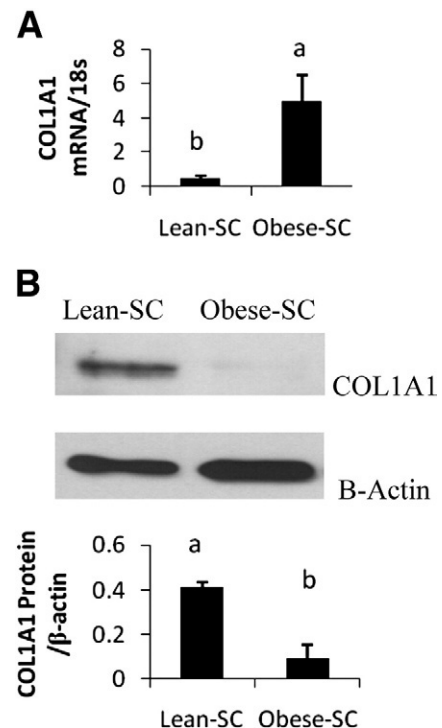 A
COL1A1
mRNA/18s
8
6
4
2
0
b
a
Lean-SC Obese-SC
B
Lean-SC Obese-SC
COL1A1
B-Actin
COL1A1 Protein
/β-actin
0.6
0.4
0.2
0
a
b
Lean-SC Obese-SC